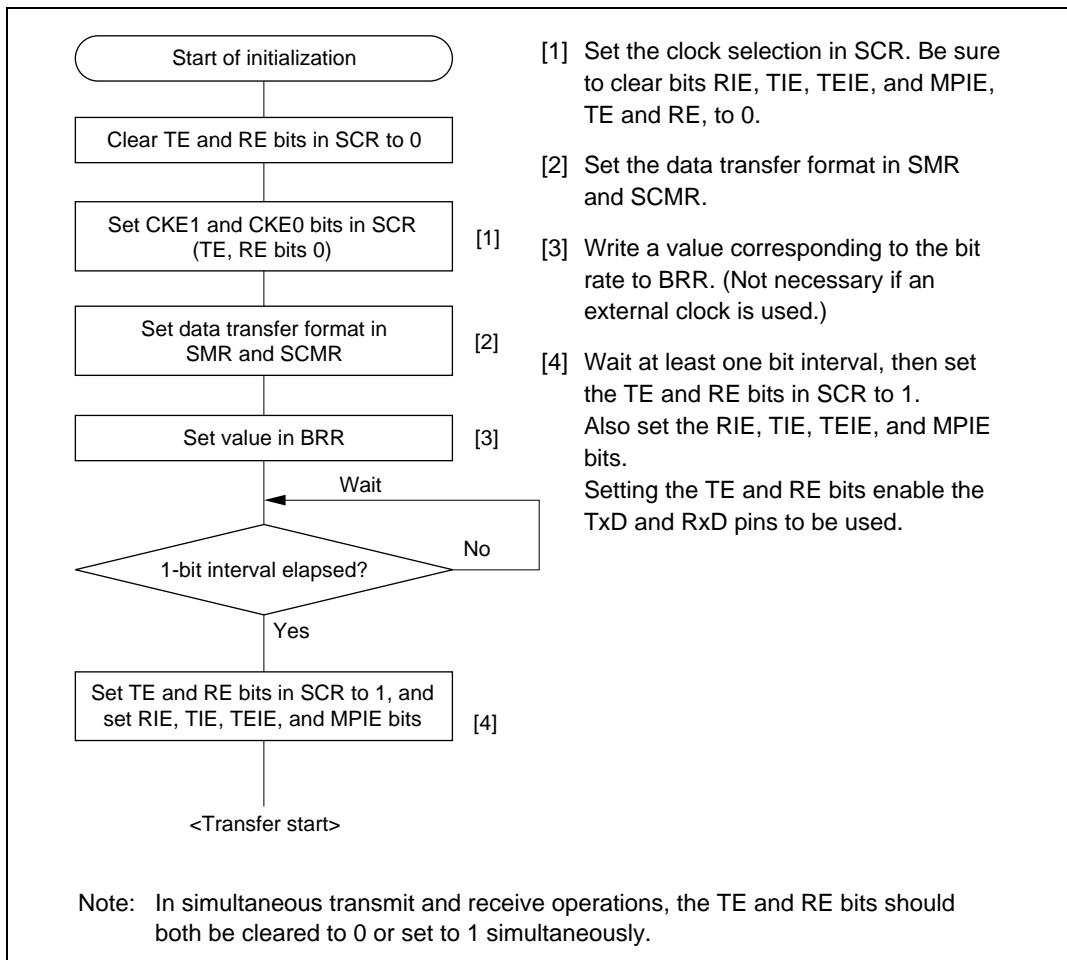 Start of initialization
Clear TE and RE bits in SCR to 0
Set CKE1 and CKE0 bits in SCR
(TE, RE bits 0)
[1]
Set data transfer format in
SMR and SCMR
[2]
Set value in BRR
[3]
Wait
No
1-bit interval elapsed?
Yes
Set TE and RE bits in SCR to 1, and
set RIE, TIE, TEIE, and MPIE bits
[4]
<Transfer start>
[1] Set the clock selection in SCR. Be sure
to clear bits RIE, TIE, TEIE, and MPIE,
TE and RE, to 0.
[2] Set the data transfer format in SMR
and SCMR.
[3] Write a value corresponding to the bit
rate to BRR. (Not necessary if an
external clock is used.)
[4] Wait at least one bit interval, then set
the TE and RE bits in SCR to 1.
Also set the RIE, TIE, TEIE, and MPIE
bits.
Setting the TE and RE bits enable the
TxD and RxD pins to be used.
Note: In simultaneous transmit and receive operations, the TE and RE bits should
both be cleared to 0 or set to 1 simultaneously.